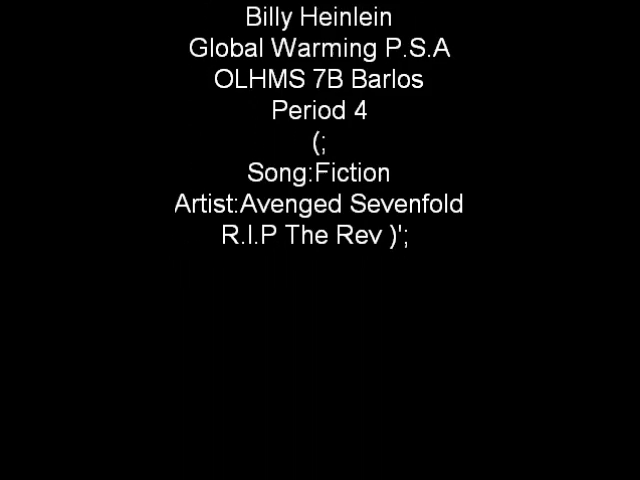 Billy Heinlein
Global Warming P.S.A
OLHMS 7B Barlos
Period 4
(;
Song:Fiction
Artist:Avenged Sevenfold
R.I.P The Rev )';